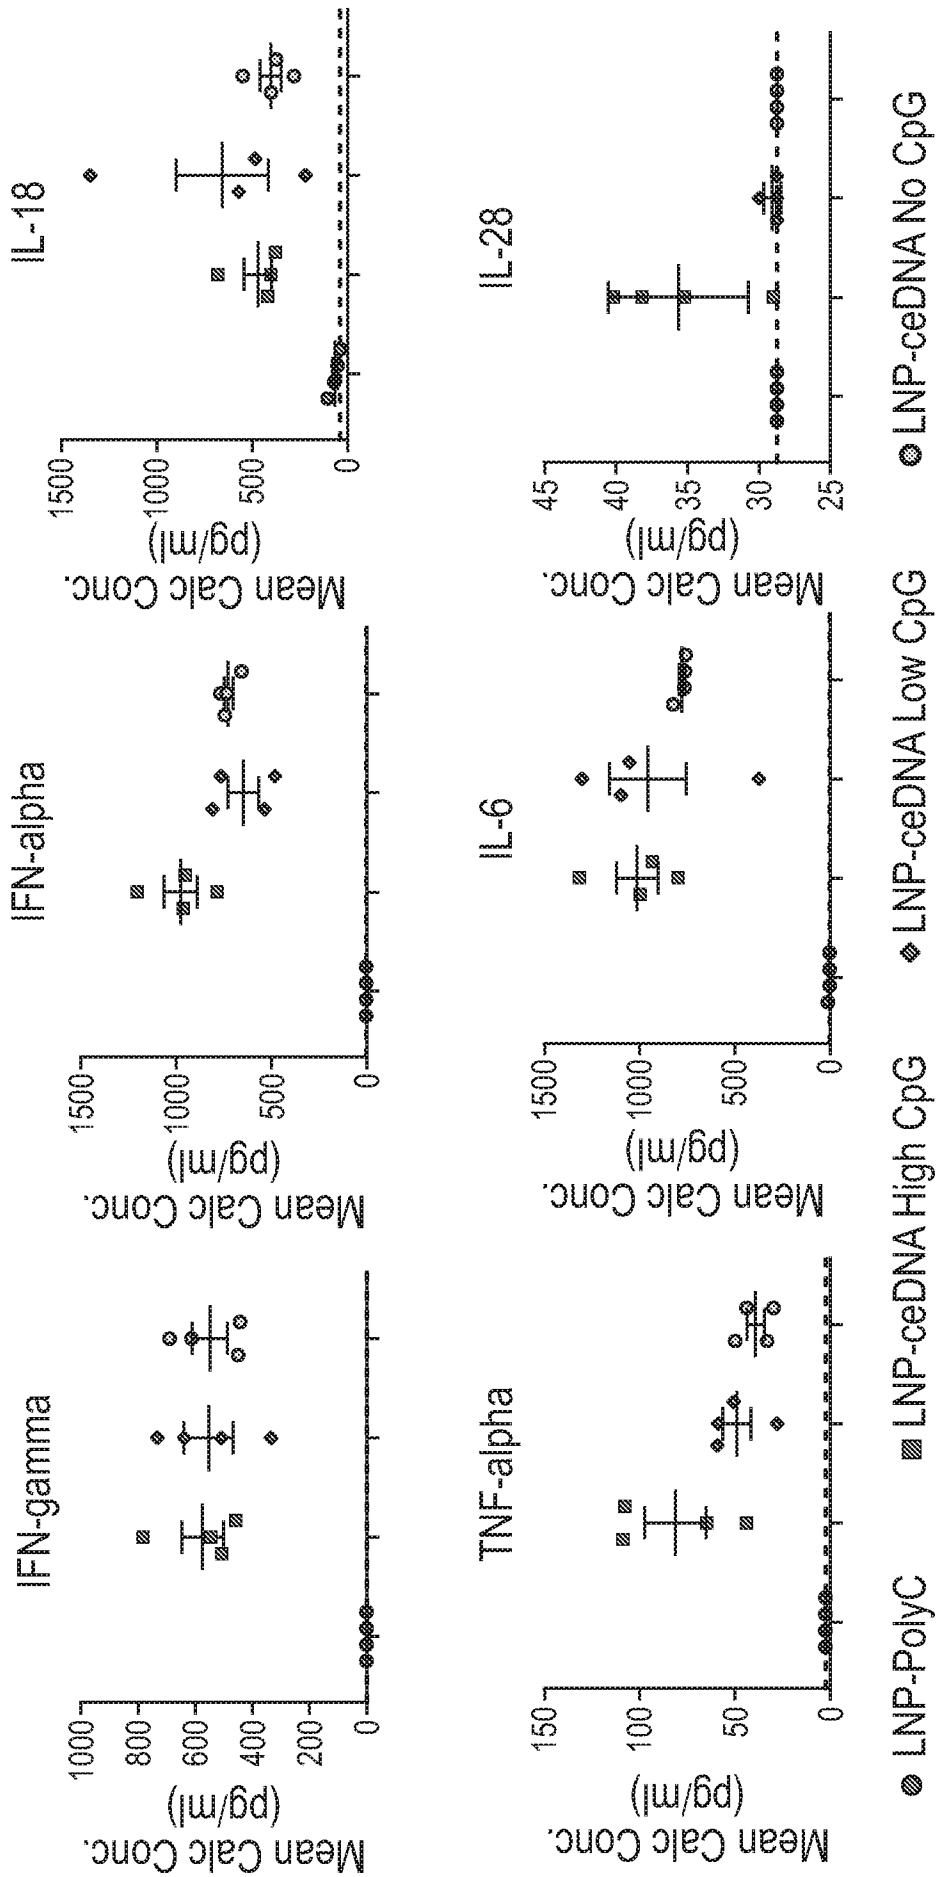 IFN-gamma
Mean Calc Conc.
(pg/ml)
1000
800
600
400
200
0
IFN-alpha
Mean Calc Conc.
(pg/ml)
1500
1000
500
0
IL-18
Mean Calc Conc.
(pg/ml)
1500
1000
500
0
TNF-alpha
Mean Calc Conc.
(pg/ml)
150
100
50
0
IL-6
Mean Calc Conc.
(pg/ml)
1500
1000
500
0
IL-28
Mean Calc Conc.
(pg/ml)
45
40
35
30
25
LNP-PolyC LNP-ceDNA High CpG LNP-ceDNA Low CpG LNP-ceDNA No CpG